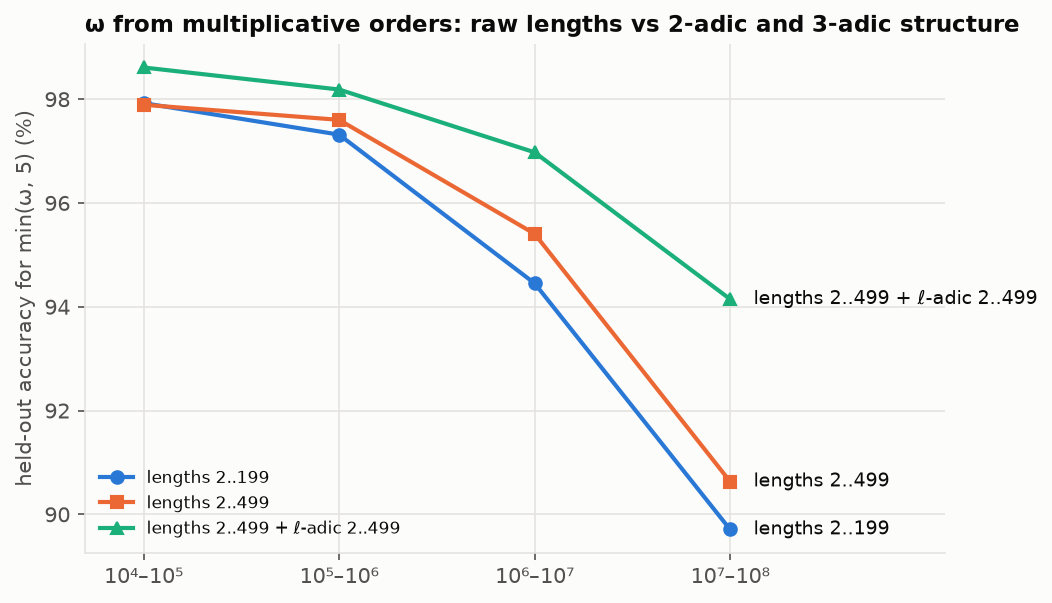 ω from multiplicative orders: raw lengths vs 2-adic and 3-adic structure
held-out accuracy for min(ω, 5) (%)
98
96
94
92
90
lengths 2..499 + ℓ-adic 2..499
lengths 2..499
lengths 2..199
lengths 2..199
lengths 2..499
lengths 2..499 + ℓ-adic 2..499
10⁴–10⁵
10⁵–10⁶
10⁶–10⁷
10⁷–10⁸